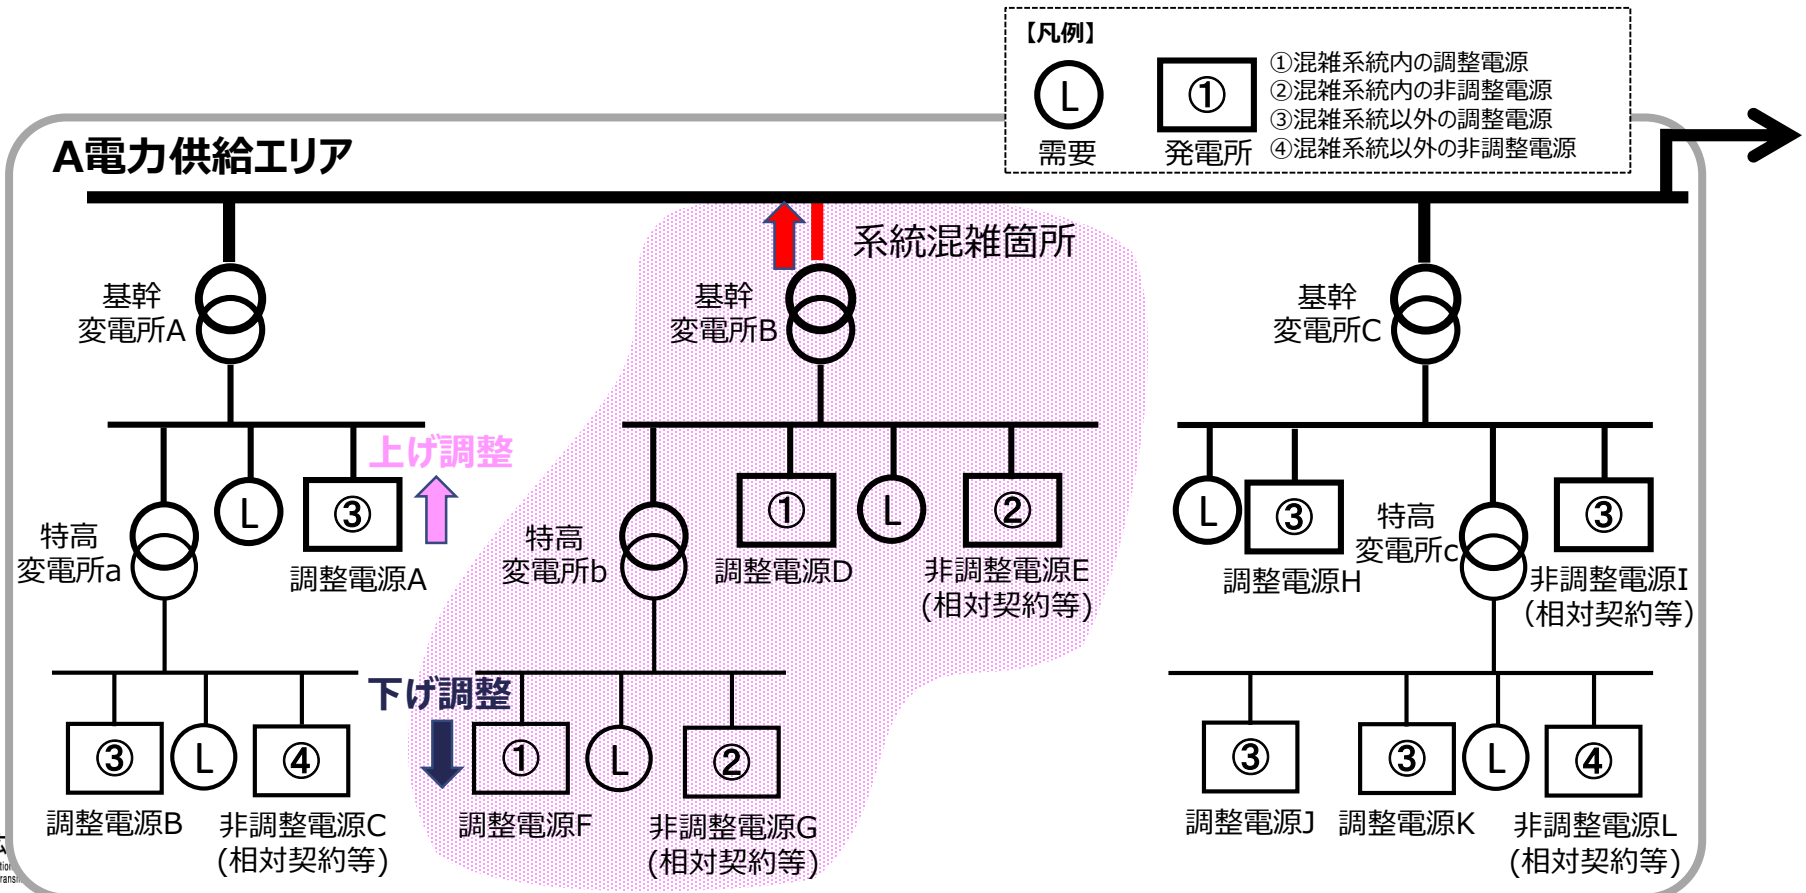 【凡例】
L
需要
①
発電所
①混雑系統内の調整電源
②混雑系統内の非調整電源
③混雑系統以外の調整電源
④混雑系統以外の非調整電源
A電力供給エリア
系統混雑箇所
基幹
変電所A
基幹
変電所B
基幹
変電所C
上げ調整
特高
変電所a
L
③
調整電源A
特高
変電所b
①
調整電源D
L
②
非調整電源E
(相対契約等)
L
③
調整電源H
特高
変電所c
③
非調整電源I
(相対契約等)
下げ調整
③
調整電源B
L
④
非調整電源C
(相対契約等)
①
調整電源F
L
②
非調整電源G
(相対契約等)
③
調整電源J
③
調整電源K
L
④
非調整電源L
(相対契約等)